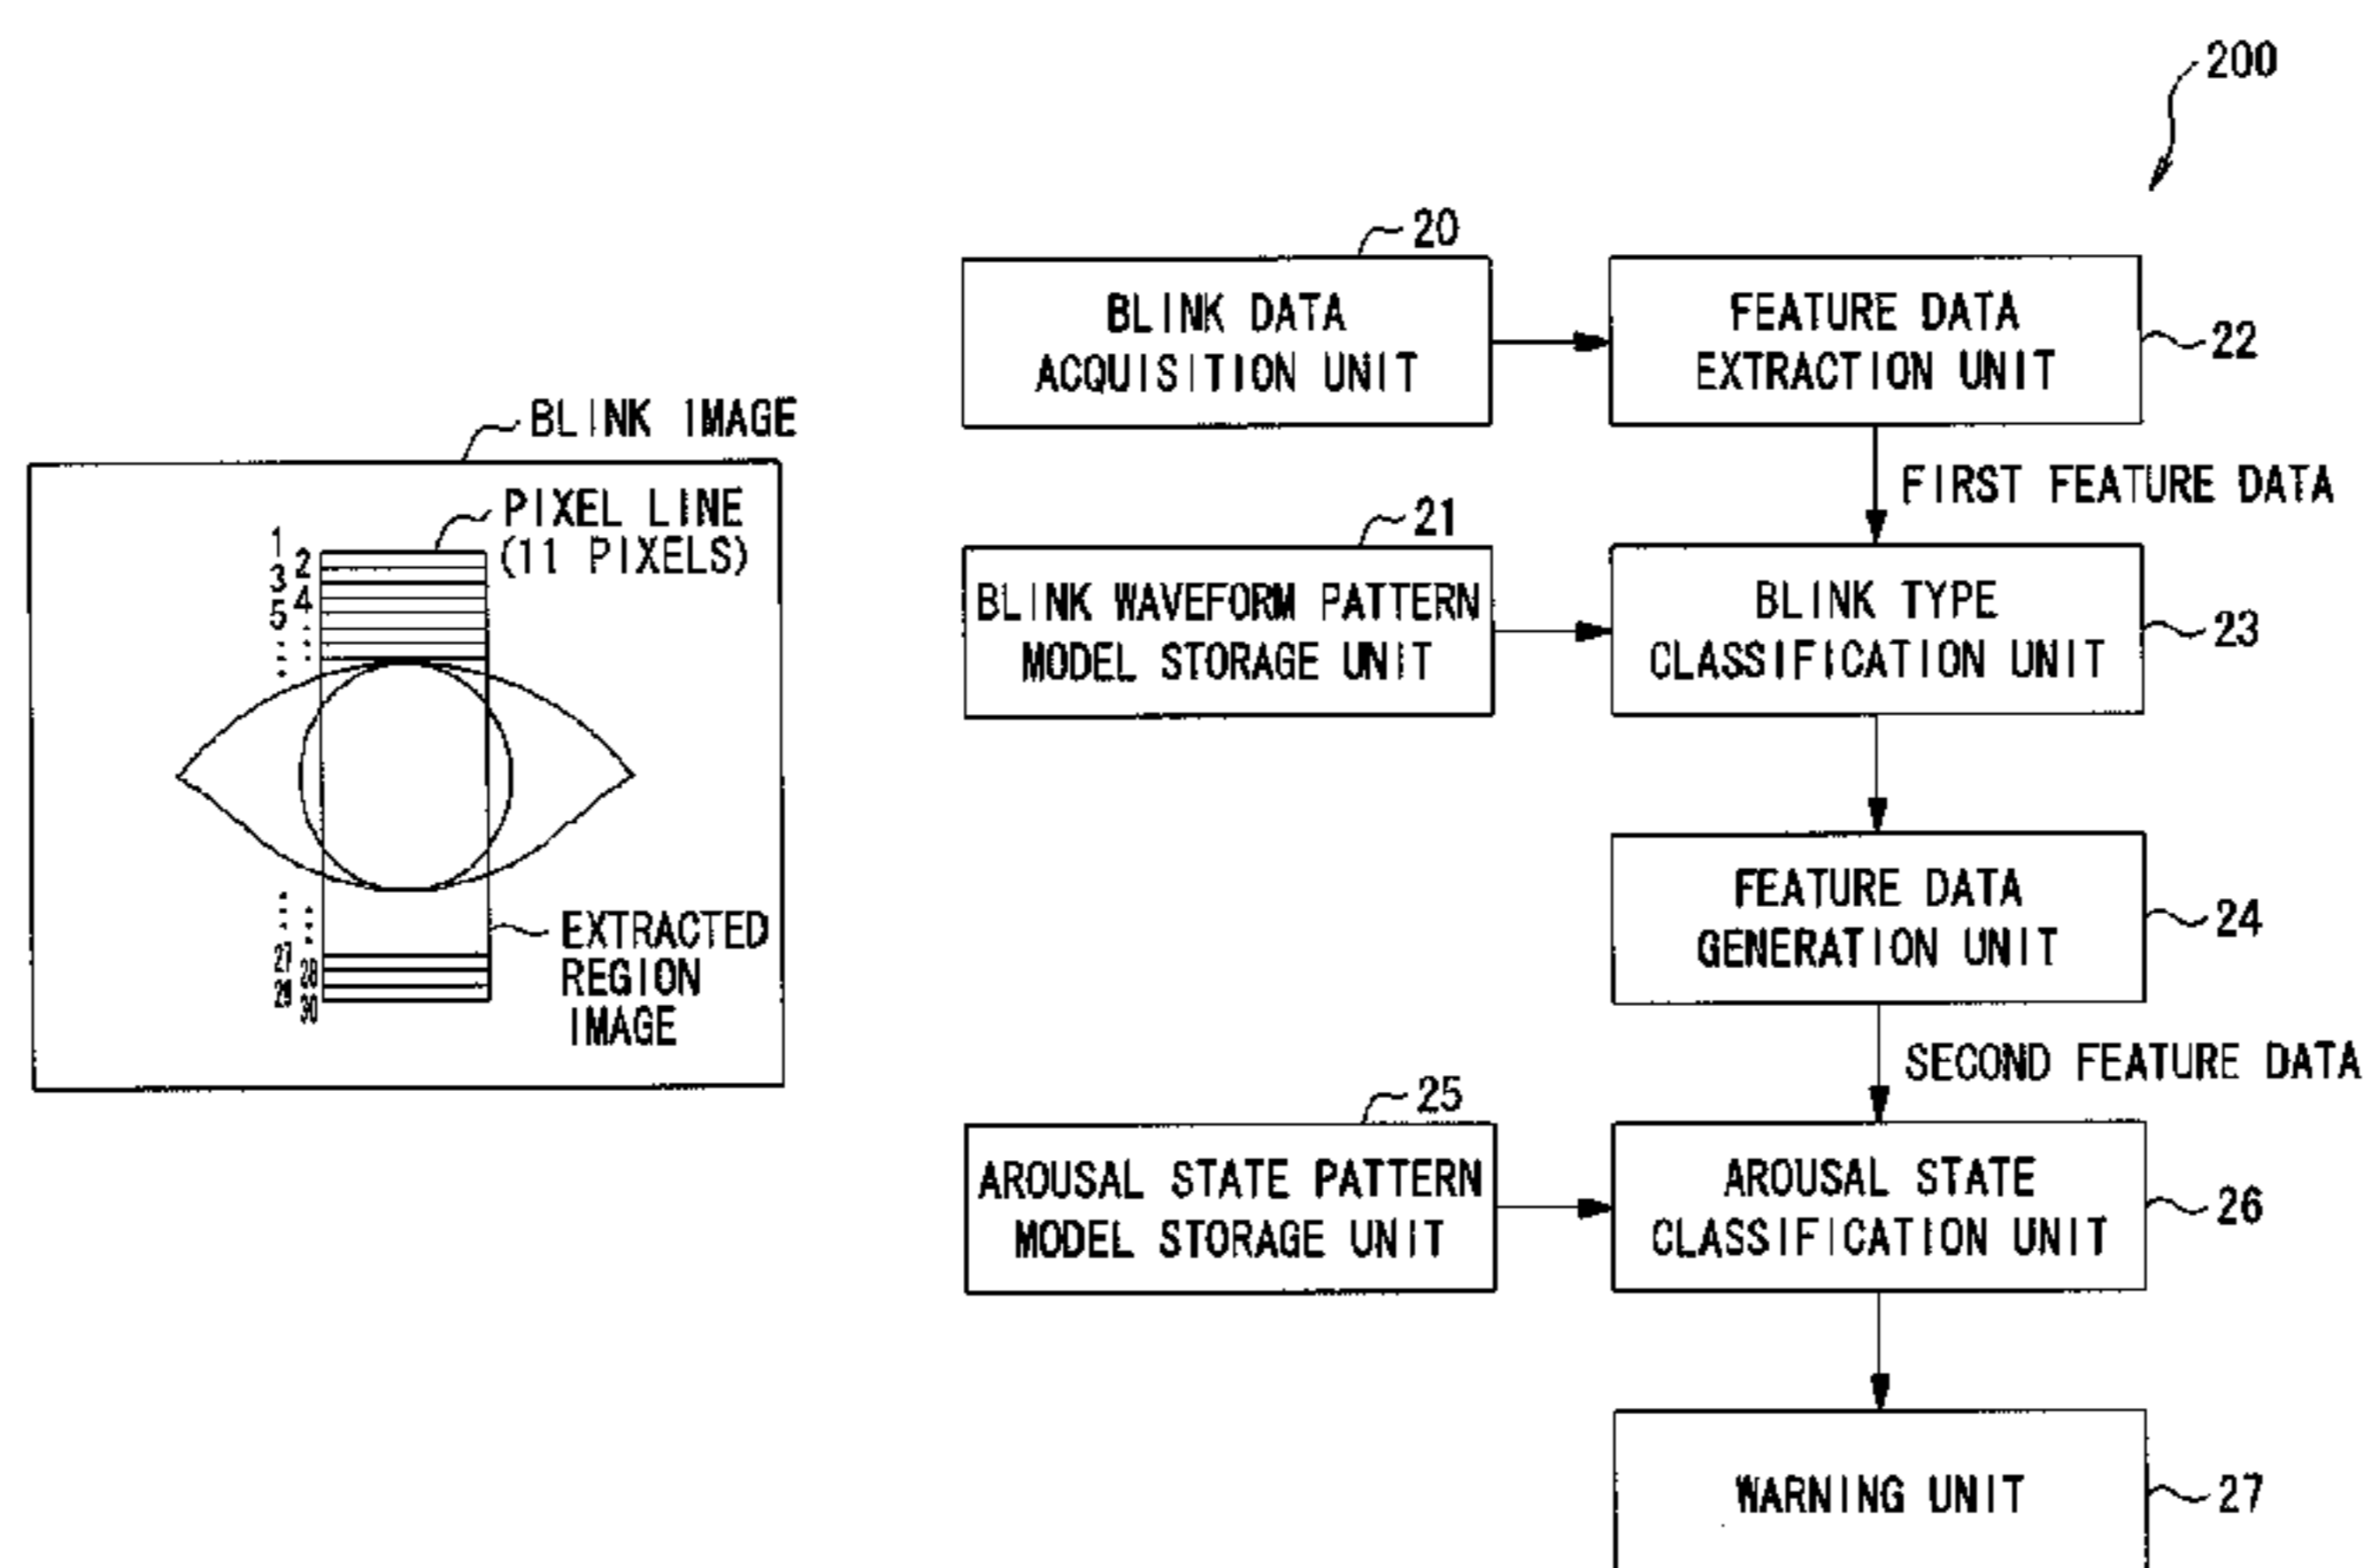 200
20
BLINK DATA
ACQUISITION UNIT
FEATURE DATA
EXTRACTION UNIT
22
BLINK IMAGE
PIXEL LINE
(11 PIXELS)
1
2
3
4
5
27
28
29
30
EXTRACTED
REGION
IMAGE
FIRST FEATURE DATA
21
BLINK WAVEFORM PATTERN
MODEL STORAGE UNIT
BLINK TYPE
CLASSIFICATION UNIT
23
FEATURE DATA
GENERATION UNIT
24
SECOND FEATURE DATA
25
AROUSAL STATE PATTERN
MODEL STORAGE UNIT
AROUSAL STATE
CLASSIFICATION UNIT
26
WARNING UNIT
27